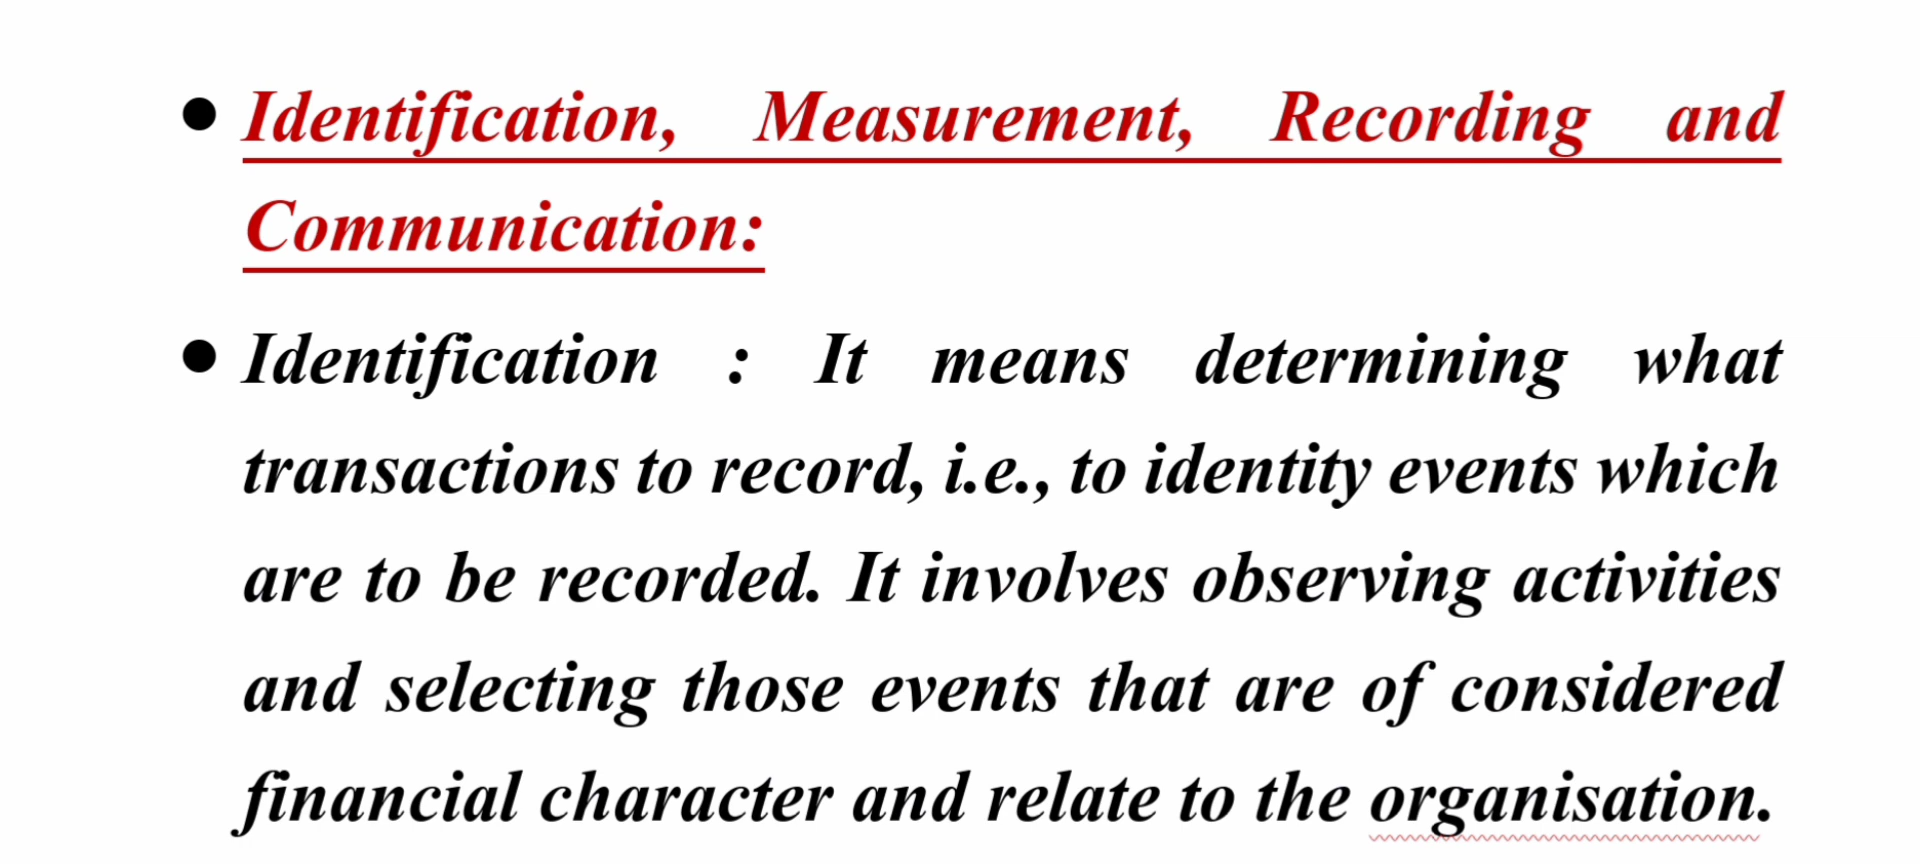 ● Identification, Measurement, Recording and
Communication:
● Identification : It means determining what
transactions to record, i.e., to identity events which
are to be recorded. It involves observing activities
and selecting those events that are of considered
financial character and relate to the organisation.